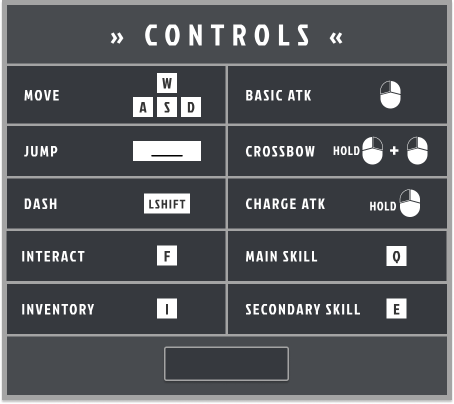 » CONTROLS «
MOVE W
A S D
BASIC ATK
JUMP
CROSSBOW HOLD +
DASH LSHIFT
CHARGE ATK HOLD
INTERACT F
MAIN SKILL Q
INVENTORY I
SECONDARY SKILL E